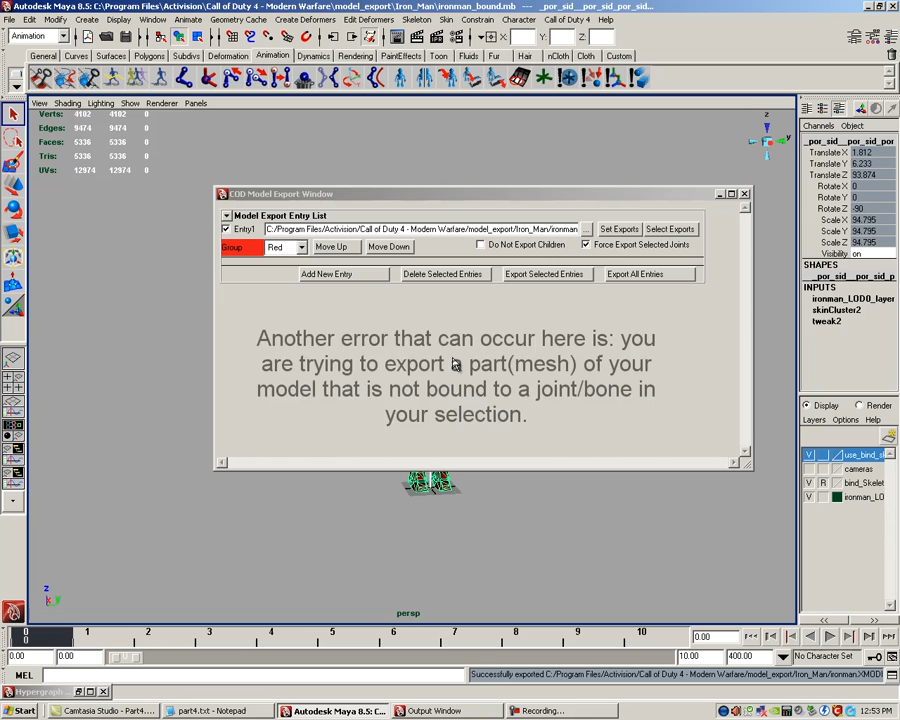 Autodesk Maya 8.5: C:\Program Files\Activision\Call of Duty 4 - Modern Warfare\model_export\Iron_Man\ironman_bound.mb --- _por_sid__por_sid_po...
File Edit Modify Create Display Window Animate Geometry Cache Create Deformers Edit Deformers Skeleton Skin Constrain Character Call of Duty 4 Help
Animation X: Y: Z:
General Curves Surfaces Polygons Subdivs Deformation Animation Dynamics Rendering PaintEffects Toon Fluids Fur Hair nCloth Custom
View Shading Lighting Show Renderer Panels
Channels Object
Verts: 4102 4102 0
Edges: 9474 9474 0
Faces: 5336 5336 0
Tris: 5336 5336 0
UVs: 12974 12974 0
z
y
_por_sid__por_sid_por
Translate X 1.812
Translate Y 6.233
Translate Z 93.874
Rotate X 0
Rotate Y 0
Rotate Z -90
Scale X 94.795
Scale Y 94.795
Scale Z 94.795
Visibility on
SHAPES
_por_sid__por_sid_p
INPUTS
ironman_LOD0_layer
skinCluster2
tweak2
COD Model Export Window
Model Export Entry List
Entry1 C:/Program Files/Activision/Call of Duty 4 - Modern Warfare/model_export/Iron_Man/ironman ... Set Exports Select Exports
Group Red Move Up Move Down Do Not Export Children Force Export Selected Joints
Add New Entry Delete Selected Entries Export Selected Entries Export All Entries
Another error that can occur here is: you
are trying to export a part(mesh) of your
model that is not bound to a joint/bone in
your selection.
Display Render
Layers Options Help
V use_bind_s
cameras
V R bind_Skelet
V ironman_LO
z
x y
persp
0 1 2 3 4 5 6 7 8 9 10 0.00
0
0.00 0.00 10.00 400.00 No Character Set
MEL Successfully exported C:/Program Files/Activision/Call of Duty 4 - Modern Warfare/model_export/Iron_Man/ironman.XMOD
Hypergraph
Start Camtasia Studio - Part4.... part4.txt - Notepad Autodesk Maya 8.5: C... Output Window Recording... 12:53 PM